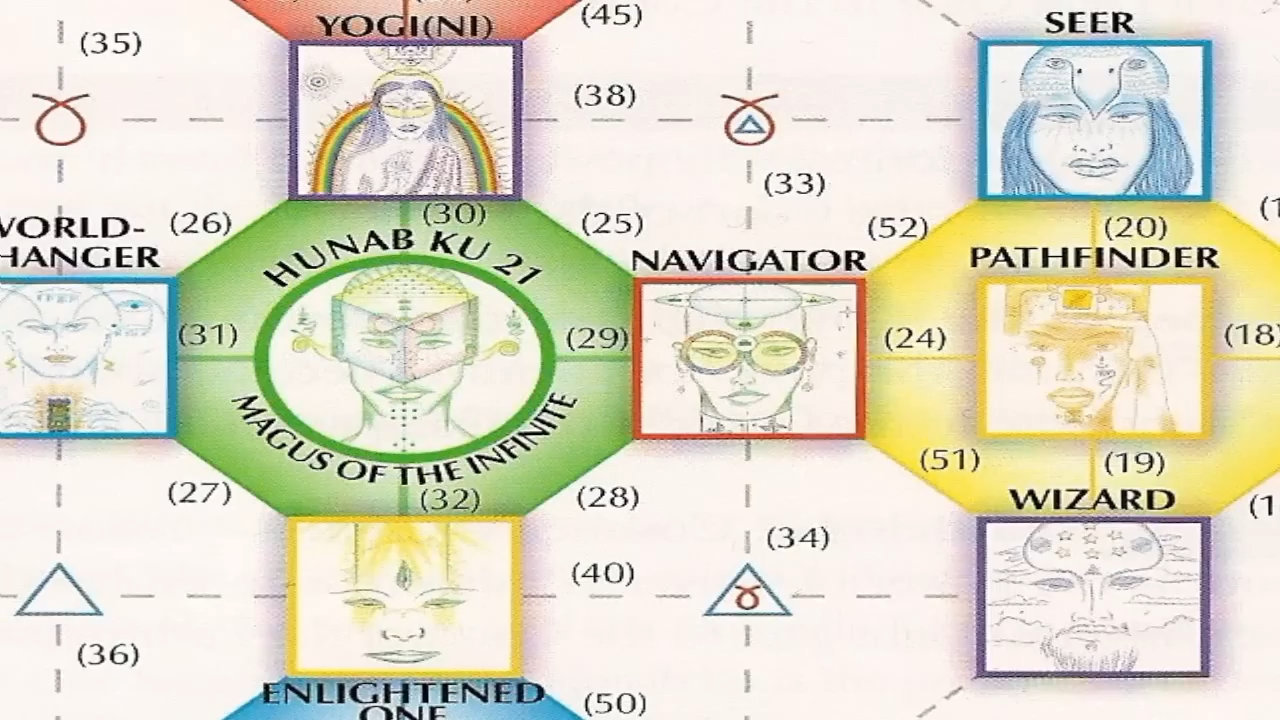 YOGI(NI)
(45)
SEER
(35)
(38)
(33)
(26)
(30)
(25)
(52)
(20)
WORLD-
HANGER
HUNAB KU 21
NAVIGATOR
PATHFINDER
(31)
(29)
(24)
(18)
MAGUS OF THE INFINITE
(51)
(19)
(27)
(32)
(28)
WIZARD
(34)
(40)
(36)
ENLIGHTENED
ONE
(50)